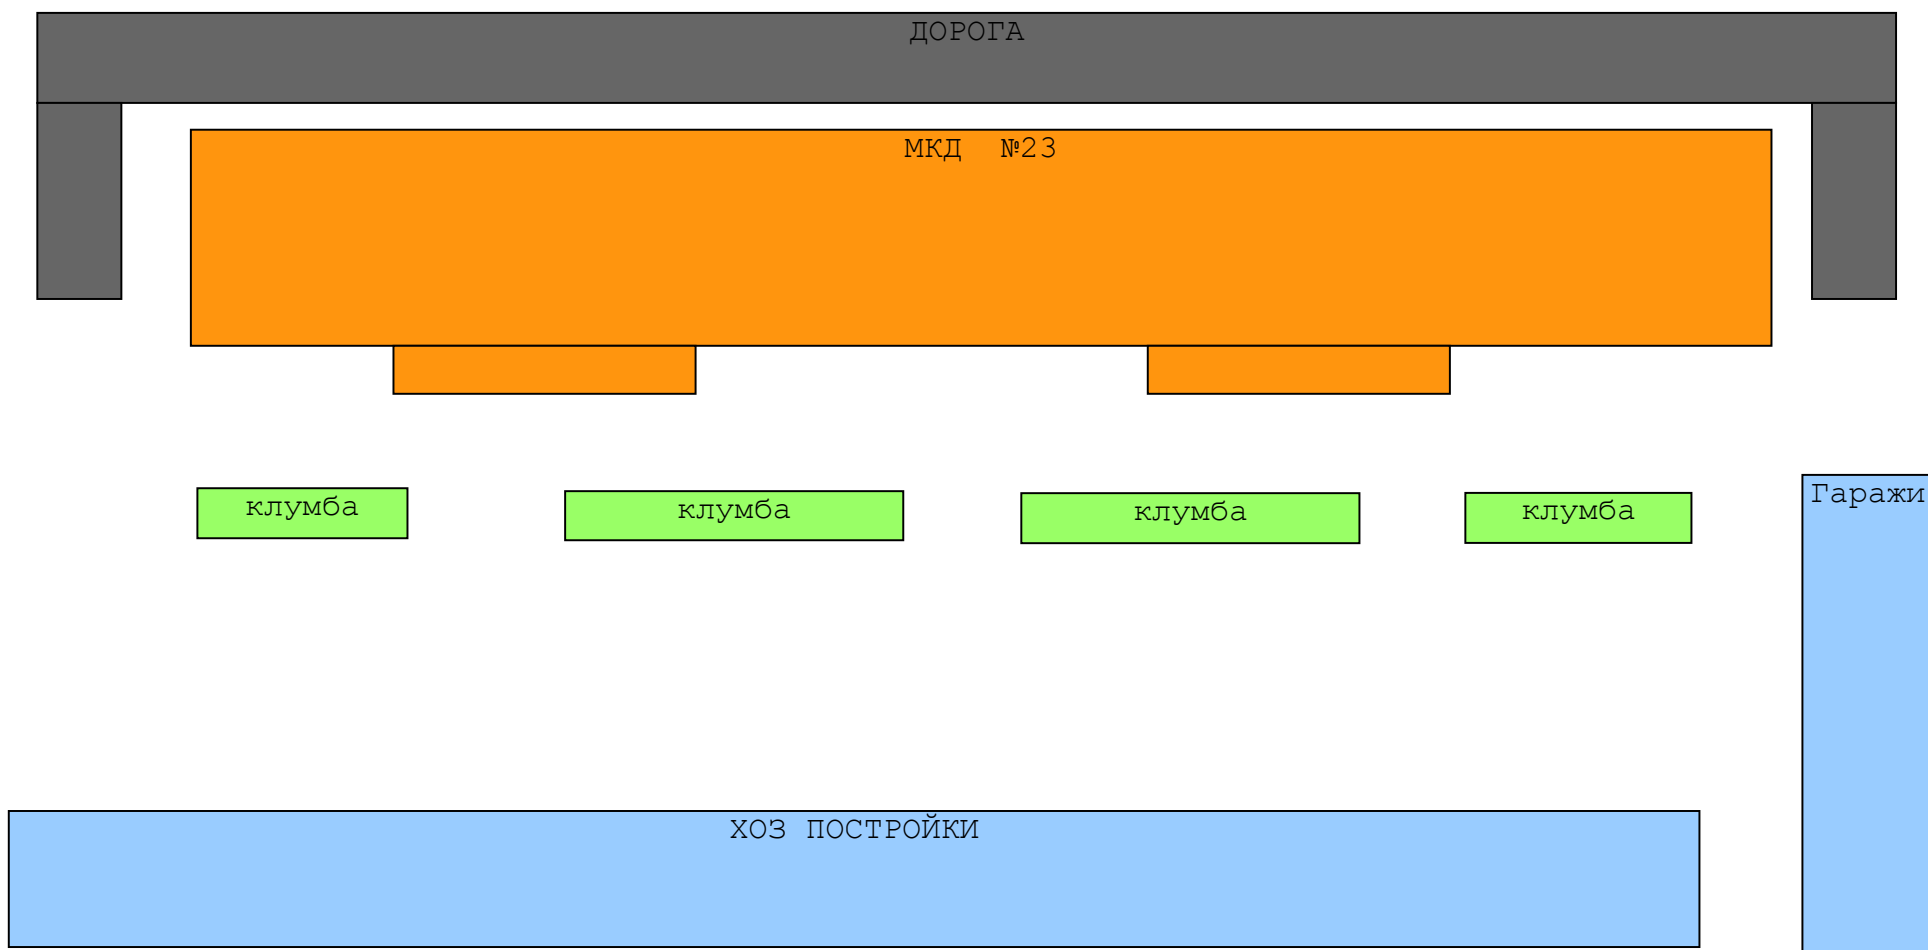 ДОРОГА
МКД  №23
клумба
клумба
клумба
клумба
Гаражи
ХОЗ ПОСТРОЙКИ